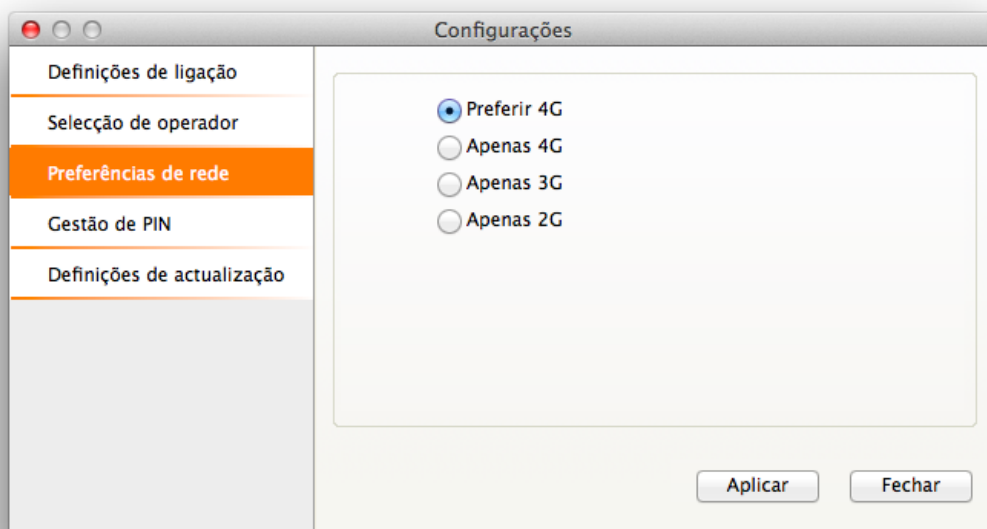 Configurações
Definições de ligação
Selecção de operador
Preferências de rede
Gestão de PIN
Definições de actualização
Preferir 4G
Apenas 4G
Apenas 3G
Apenas 2G
Aplicar
Fechar